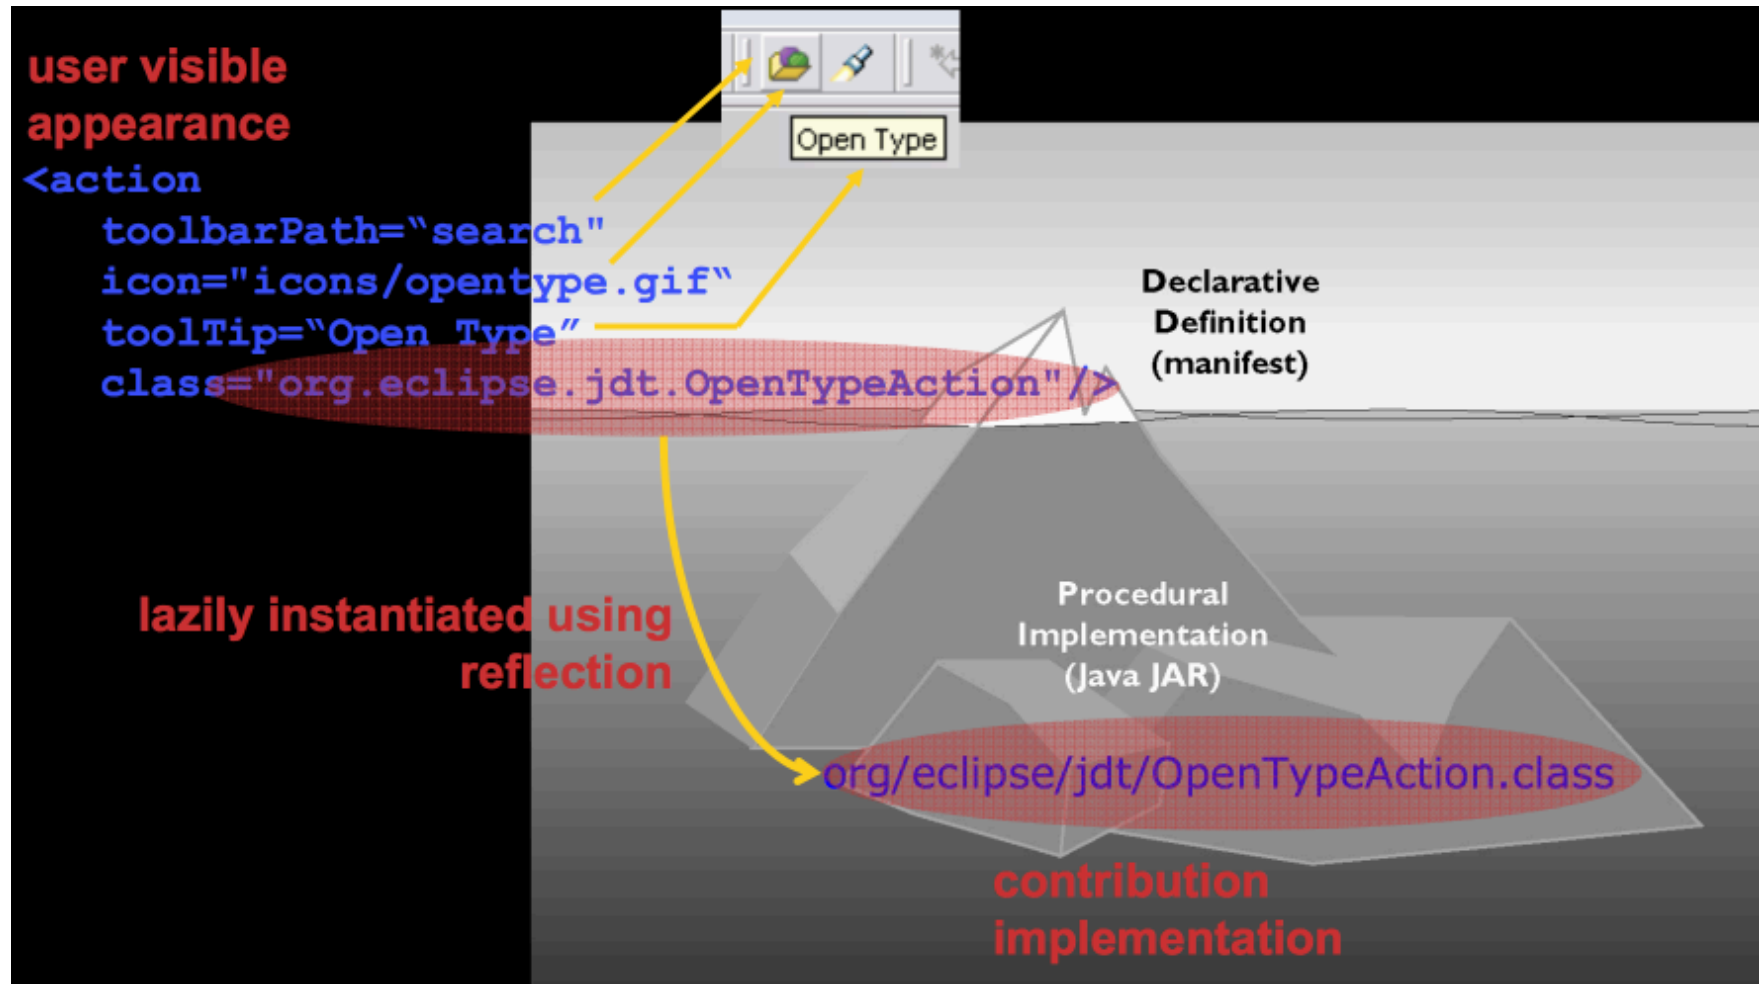 user visible
appearance
<action
toolbarPath=“search"
icon="icons/opentype.gif“
toolTip=“Open Type”
class="org.eclipse.jdt.OpenTypeAction"/>
Open Type
Declarative
Definition
(manifest)
lazily instantiated using
reflection
Procedural
Implementation
(Java JAR)
org/eclipse/jdt/OpenTypeAction.class
contribution
implementation